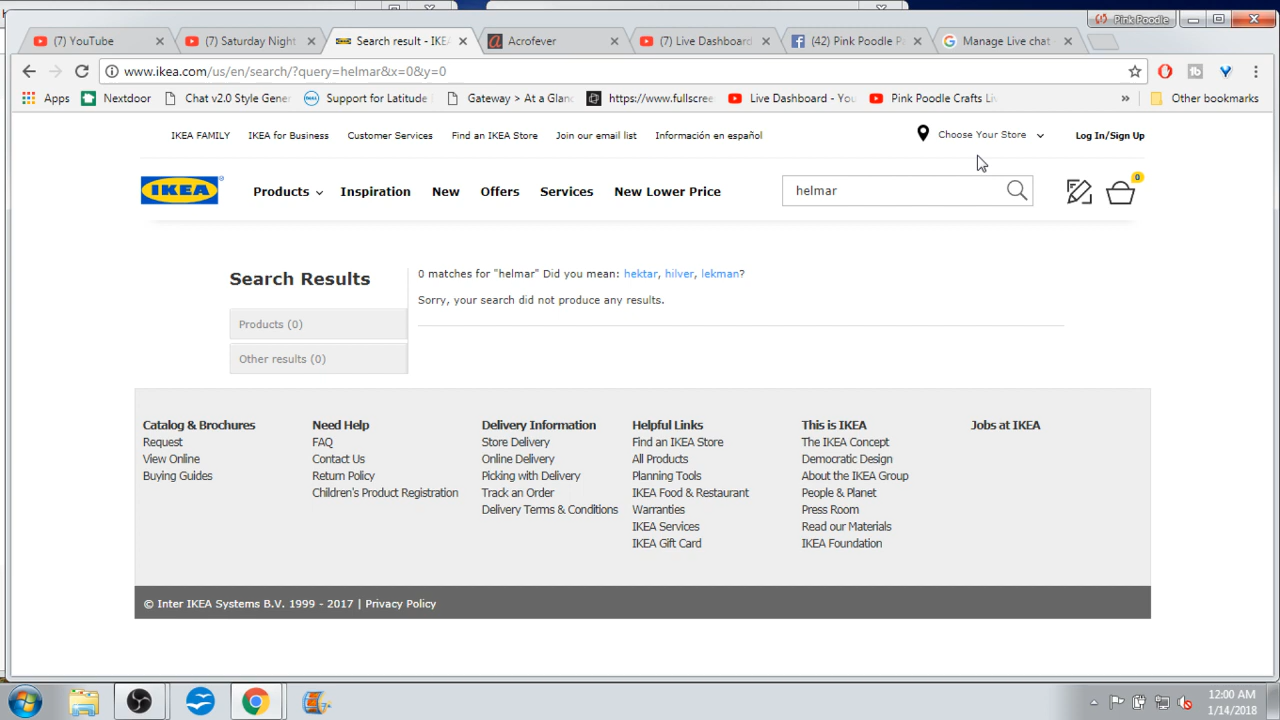 Pink Poodle
(7) YouTube
(7) Saturday Night
Search result - IKE
Acrofever
(7) Live Dashboard
(42) Pink Poodle P
Manage Live chat
www.ikea.com/us/en/search/?query=helmar&x=0&y=0
Apps
Nextdoor
Chat v2.0 Style Gener
Support for Latitude
Gateway > At a Glanc
https://www.fullscree
Live Dashboard - You
Pink Poodle Crafts Liv
»
Other bookmarks
IKEA FAMILY
IKEA for Business
Customer Services
Find an IKEA Store
Join our email list
Información en español
Choose Your Store
Log In/Sign Up
IKEA
Products
Inspiration
New
Offers
Services
New Lower Price
helmar
0
Search Results
Products (0)
Other results (0)
0 matches for "helmar" Did you mean: hektar, hilver, lekman?
Sorry, your search did not produce any results.
Catalog & Brochures
Request
View Online
Buying Guides
Need Help
FAQ
Contact Us
Return Policy
Children's Product Registration
Delivery Information
Store Delivery
Online Delivery
Picking with Delivery
Track an Order
Delivery Terms & Conditions
Helpful Links
Find an IKEA Store
All Products
Planning Tools
IKEA Food & Restaurant
Warranties
IKEA Services
IKEA Gift Card
This is IKEA
The IKEA Concept
Democratic Design
About the IKEA Group
People & Planet
Press Room
Read our Materials
IKEA Foundation
Jobs at IKEA
© Inter IKEA Systems B.V. 1999 - 2017 | Privacy Policy
12:00 AM
1/14/2018